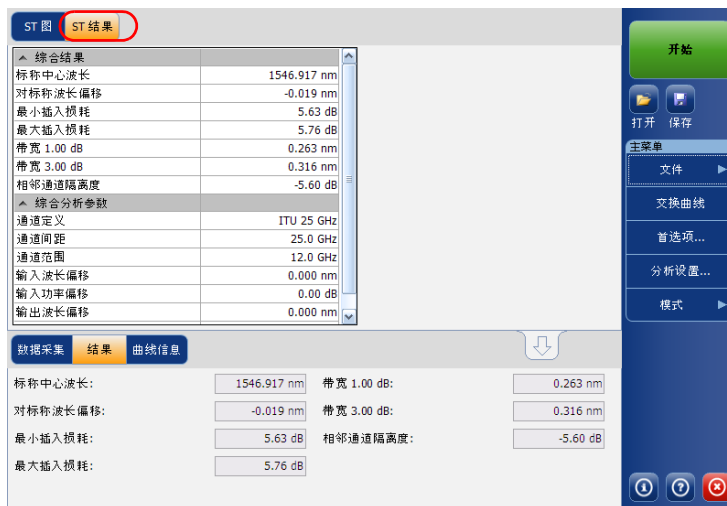 ST 图 ST 结果
综合结果
标称中心波长 1546.917 nm
对标称波长偏移 -0.019 nm
最小插入损耗 5.63 dB
最大插入损耗 5.76 dB
带宽 1.00 dB 0.263 nm
带宽 3.00 dB 0.316 nm
相邻通道隔离度 -5.60 dB
综合分析参数
通道定义 ITU 25 GHz
通道间距 25.0 GHz
通道范围 12.0 GHz
输入波长偏移 0.000 nm
输入功率偏移 0.00 dB
输出波长偏移 0.000 nm
数据采集 结果 曲线信息
标称中心波长: 1546.917 nm 带宽 1.00 dB: 0.263 nm
对标称波长偏移: -0.019 nm 带宽 3.00 dB: 0.316 nm
最小插入损耗: 5.63 dB 相邻通道隔离度: -5.60 dB
最大插入损耗: 5.76 dB
开始
打开 保存
主菜单
文件
交换曲线
首选项...
分析设置...
模式